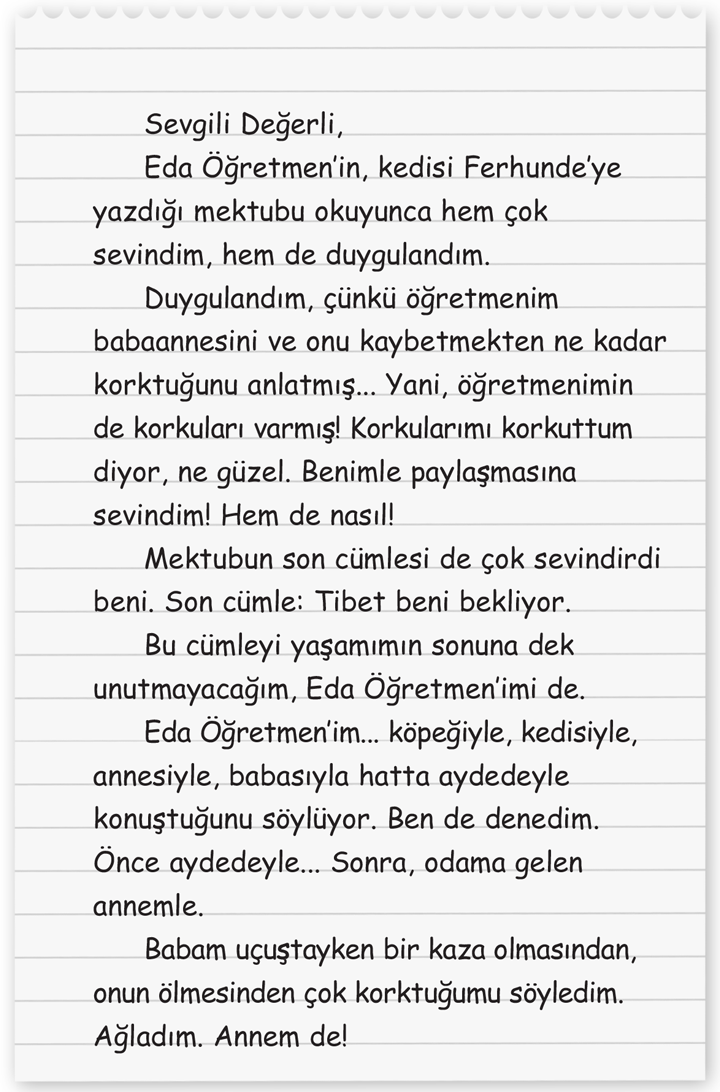 Sevgili Değerli,
Eda Öğretmen'in, kedisi Ferhunde'ye
yazdığı mektubu okuyunca hem çok
sevindim, hem de duygulandım.
Duygulandım, çünkü öğretmenim
babaannesini ve onu kaybetmekten ne kadar
korktuğunu anlatmış... Yani, öğretmenimin
de korkuları varmış! Korkularımı korkuttum
diyor, ne güzel. Benimle paylaşmasına
sevindim! Hem de nasıl!
Mektubun son cümlesi de çok sevindirdi
beni. Son cümle: Tibet beni bekliyor.
Bu cümleyi yaşamımın sonuna dek
unutmayacağım, Eda Öğretmen'imi de.
Eda Öğretmen'im... köpeğiyle, kedisiyle,
annesiyle, babasıyla hatta aydedeyle
konuştuğunu söylüyor. Ben de denedim.
Önce aydedeyle... Sonra, odama gelen
annemle.
Babam uçuştayken bir kaza olmasından,
onun ölmesinden çok korktuğumu söyledim.
Ağladım. Annem de!